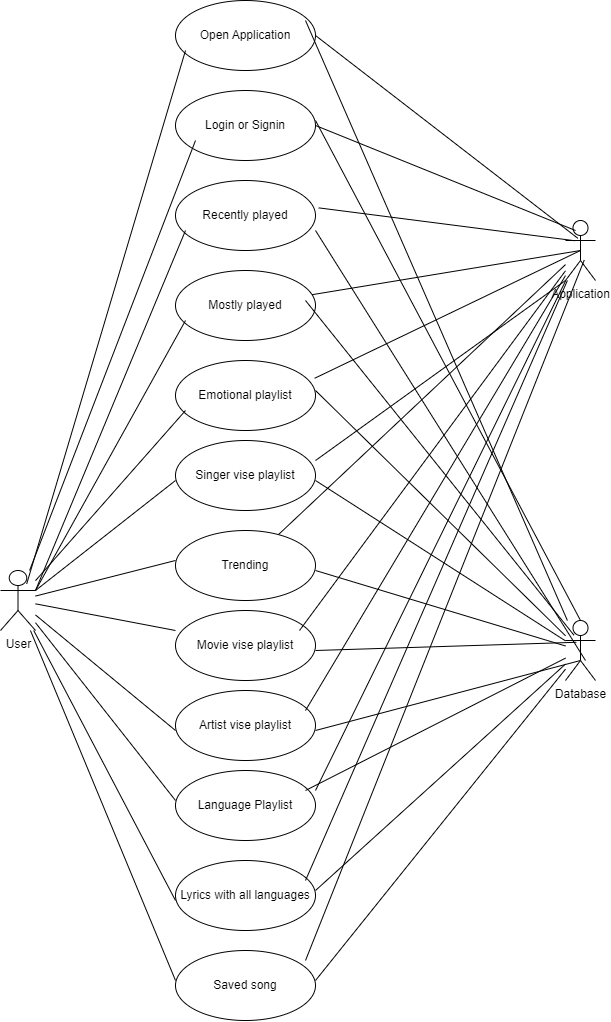 Open Application
Login or Signin
Recently played
Application
Mostly played
Emotional playlist
Singer vise playlist
Trending
User
Movie vise playlist
Database
Artist vise playlist
Language Playlist
Lyrics with all languages
Saved song